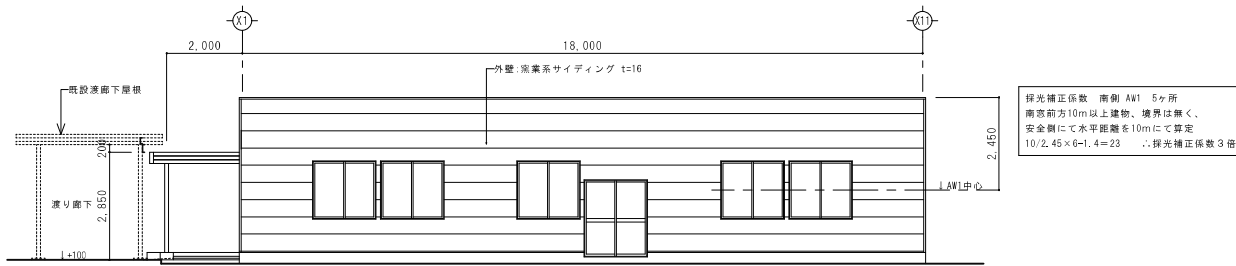 X1
X11
2,000
18,000
外壁:窯業系サイディング t=16
既設渡廊下屋根
採光補正係数 南側 AW1 5ヶ所
南窓前方10m以上建物、境界は無く、
安全側にて水平距離を10mにて算定
10/2.45×6-1.4=23 ∴採光補正係数3倍
2,450
200
↓AW1中心
渡り廊下
2,850
↓+100